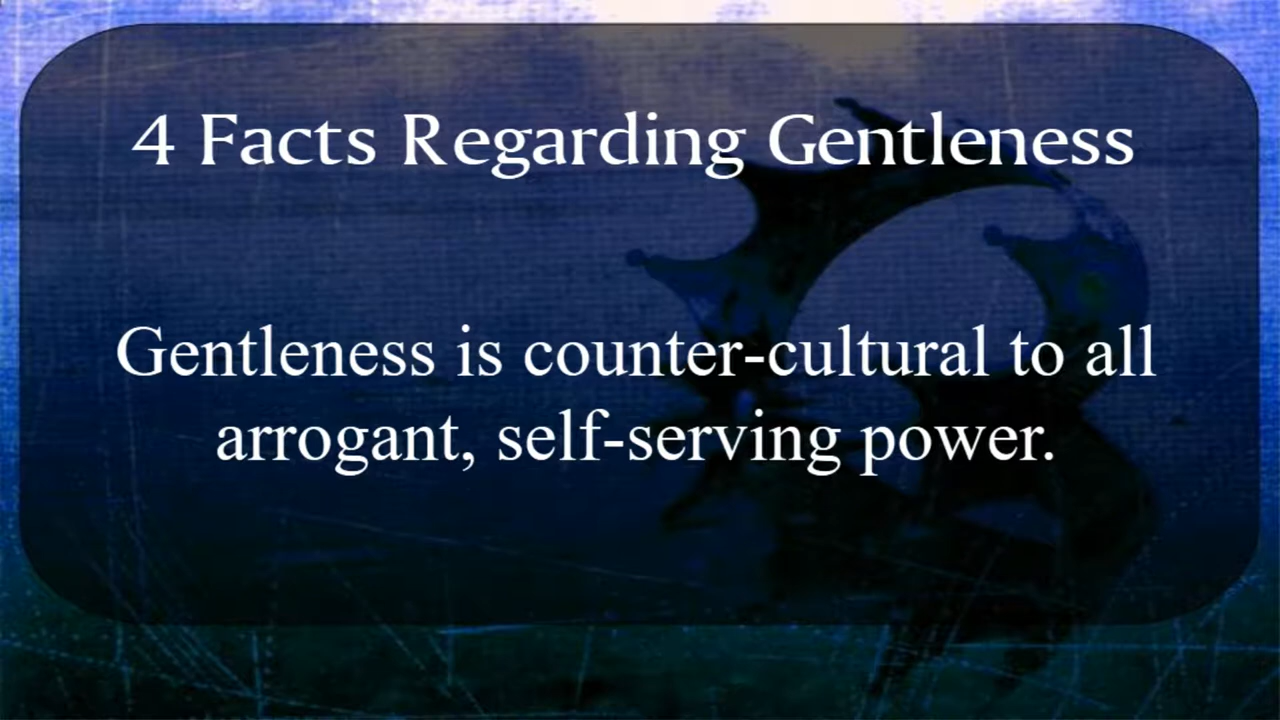 4 Facts Regarding Gentleness
Gentleness is counter-cultural to all
arrogant, self-serving power.